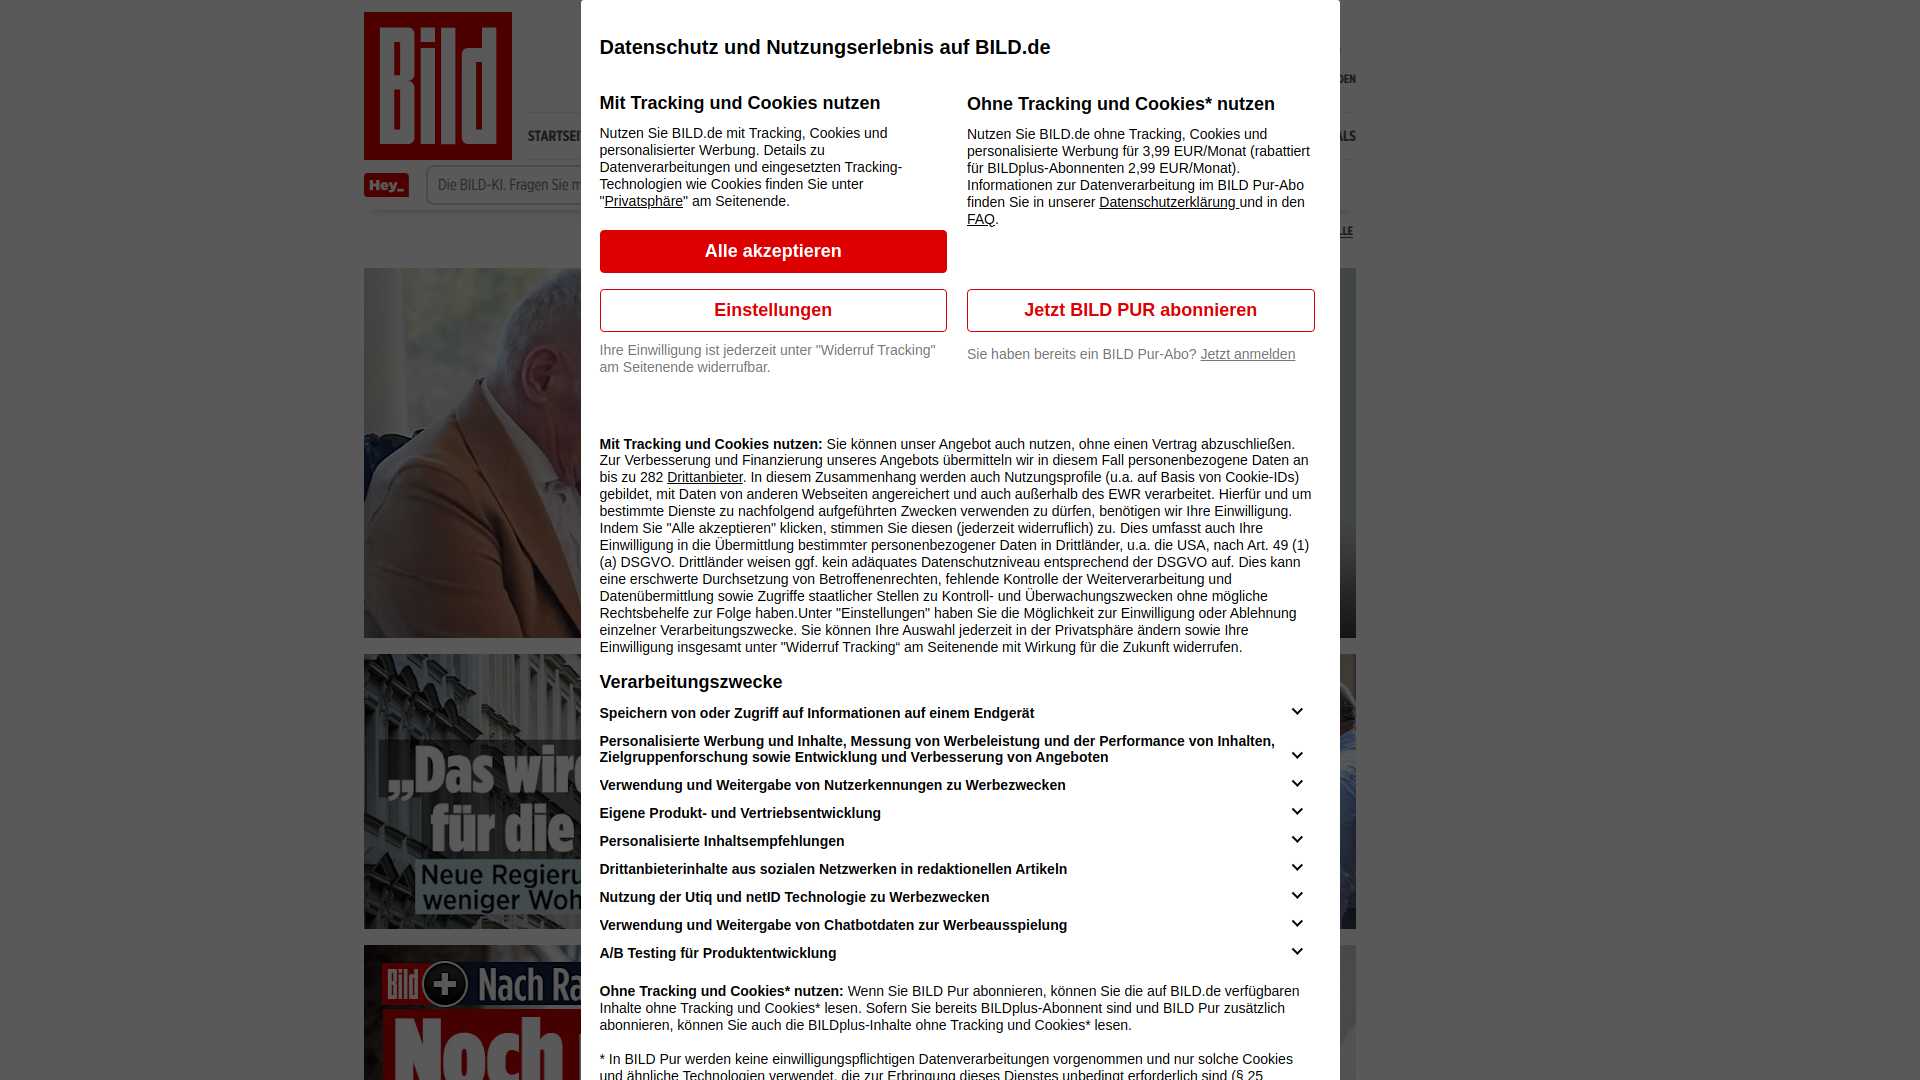 Bild
Datenschutz und Nutzungserlebnis auf BILD.de
Mit Tracking und Cookies nutzen
Nutzen Sie BILD.de mit Tracking, Cookies und
personalisierter Werbung. Details zu
Datenverarbeitungen und eingesetzten Tracking-
Technologien wie Cookies finden Sie unter
"Privatsphäre" am Seitenende.
Alle akzeptieren
Einstellungen
Ihre Einwilligung ist jederzeit unter "Widerruf Tracking"
am Seitenende widerrufbar.
Ohne Tracking und Cookies* nutzen
Nutzen Sie BILD.de ohne Tracking, Cookies und
personalisierte Werbung für 3,99 EUR/Monat (rabattiert
für BILDplus-Abonnenten 2,99 EUR/Monat).
Informationen zur Datenverarbeitung im BILD Pur-Abo
finden Sie in unserer Datenschutzerklärung und in den
FAQ.
Jetzt BILD PUR abonnieren
Sie haben bereits ein BILD Pur-Abo? Jetzt anmelden
Mit Tracking und Cookies nutzen: Sie können unser Angebot auch nutzen, ohne einen Vertrag abzuschließen.
Zur Verbesserung und Finanzierung unseres Angebots übermitteln wir in diesem Fall personenbezogene Daten an
bis zu 282 Drittanbieter. In diesem Zusammenhang werden auch Nutzungsprofile (u.a. auf Basis von Cookie-IDs)
gebildet, mit Daten von anderen Webseiten angereichert und auch außerhalb des EWR verarbeitet. Hierfür und um
bestimmte Dienste zu nachfolgend aufgeführten Zwecken verwenden zu dürfen, benötigen wir Ihre Einwilligung.
Indem Sie "Alle akzeptieren" klicken, stimmen Sie diesen (jederzeit widerruflich) zu. Dies umfasst auch Ihre
Einwilligung in die Übermittlung bestimmter personenbezogener Daten in Drittländer, u.a. die USA, nach Art. 49 (1)
(a) DSGVO. Drittländer weisen ggf. kein adäquates Datenschutzniveau entsprechend der DSGVO auf. Dies kann
eine erschwerte Durchsetzung von Betroffenenrechten, fehlende Kontrolle der Weiterverarbeitung und
Datenübermittlung sowie Zugriffe staatlicher Stellen zu Kontroll- und Überwachungszwecken ohne mögliche
Rechtsbehelfe zur Folge haben.Unter "Einstellungen" haben Sie die Möglichkeit zur Einwilligung oder Ablehnung
einzelner Verarbeitungszwecke. Sie können Ihre Auswahl jederzeit in der Privatsphäre ändern sowie Ihre
Einwilligung insgesamt unter "Widerruf Tracking“ am Seitenende mit Wirkung für die Zukunft widerrufen.
Verarbeitungszwecke
Speichern von oder Zugriff auf Informationen auf einem Endgerät
Personalisierte Werbung und Inhalte, Messung von Werbeleistung und der Performance von Inhalten,
Zielgruppenforschung sowie Entwicklung und Verbesserung von Angeboten
Verwendung und Weitergabe von Nutzerkennungen zu Werbezwecken
Eigene Produkt- und Vertriebsentwicklung
Personalisierte Inhaltsempfehlungen
Drittanbieterinhalte aus sozialen Netzwerken in redaktionellen Artikeln
Nutzung der Utiq und netID Technologie zu Werbezwecken
Verwendung und Weitergabe von Chatbotdaten zur Werbeausspielung
A/B Testing für Produktentwicklung
Ohne Tracking und Cookies* nutzen: Wenn Sie BILD Pur abonnieren, können Sie die auf BILD.de verfügbaren
Inhalte ohne Tracking und Cookies* lesen. Sofern Sie bereits BILDplus-Abonnent sind und BILD Pur zusätzlich
abonnieren, können Sie auch die BILDplus-Inhalte ohne Tracking und Cookies* lesen.
* In BILD Pur werden keine einwilligungspflichtigen Datenverarbeitungen vorgenommen und nur solche Cookies
und ähnliche Technologien verwendet, die zur Erbringung dieses Dienstes unbedingt erforderlich sind (§ 25
STARTSEI
Hey_
Die BILD-KI. Fragen Sie
„Das wird
für die
Neue Regieru
weniger Woh
Bild + Nach Ra
Noch